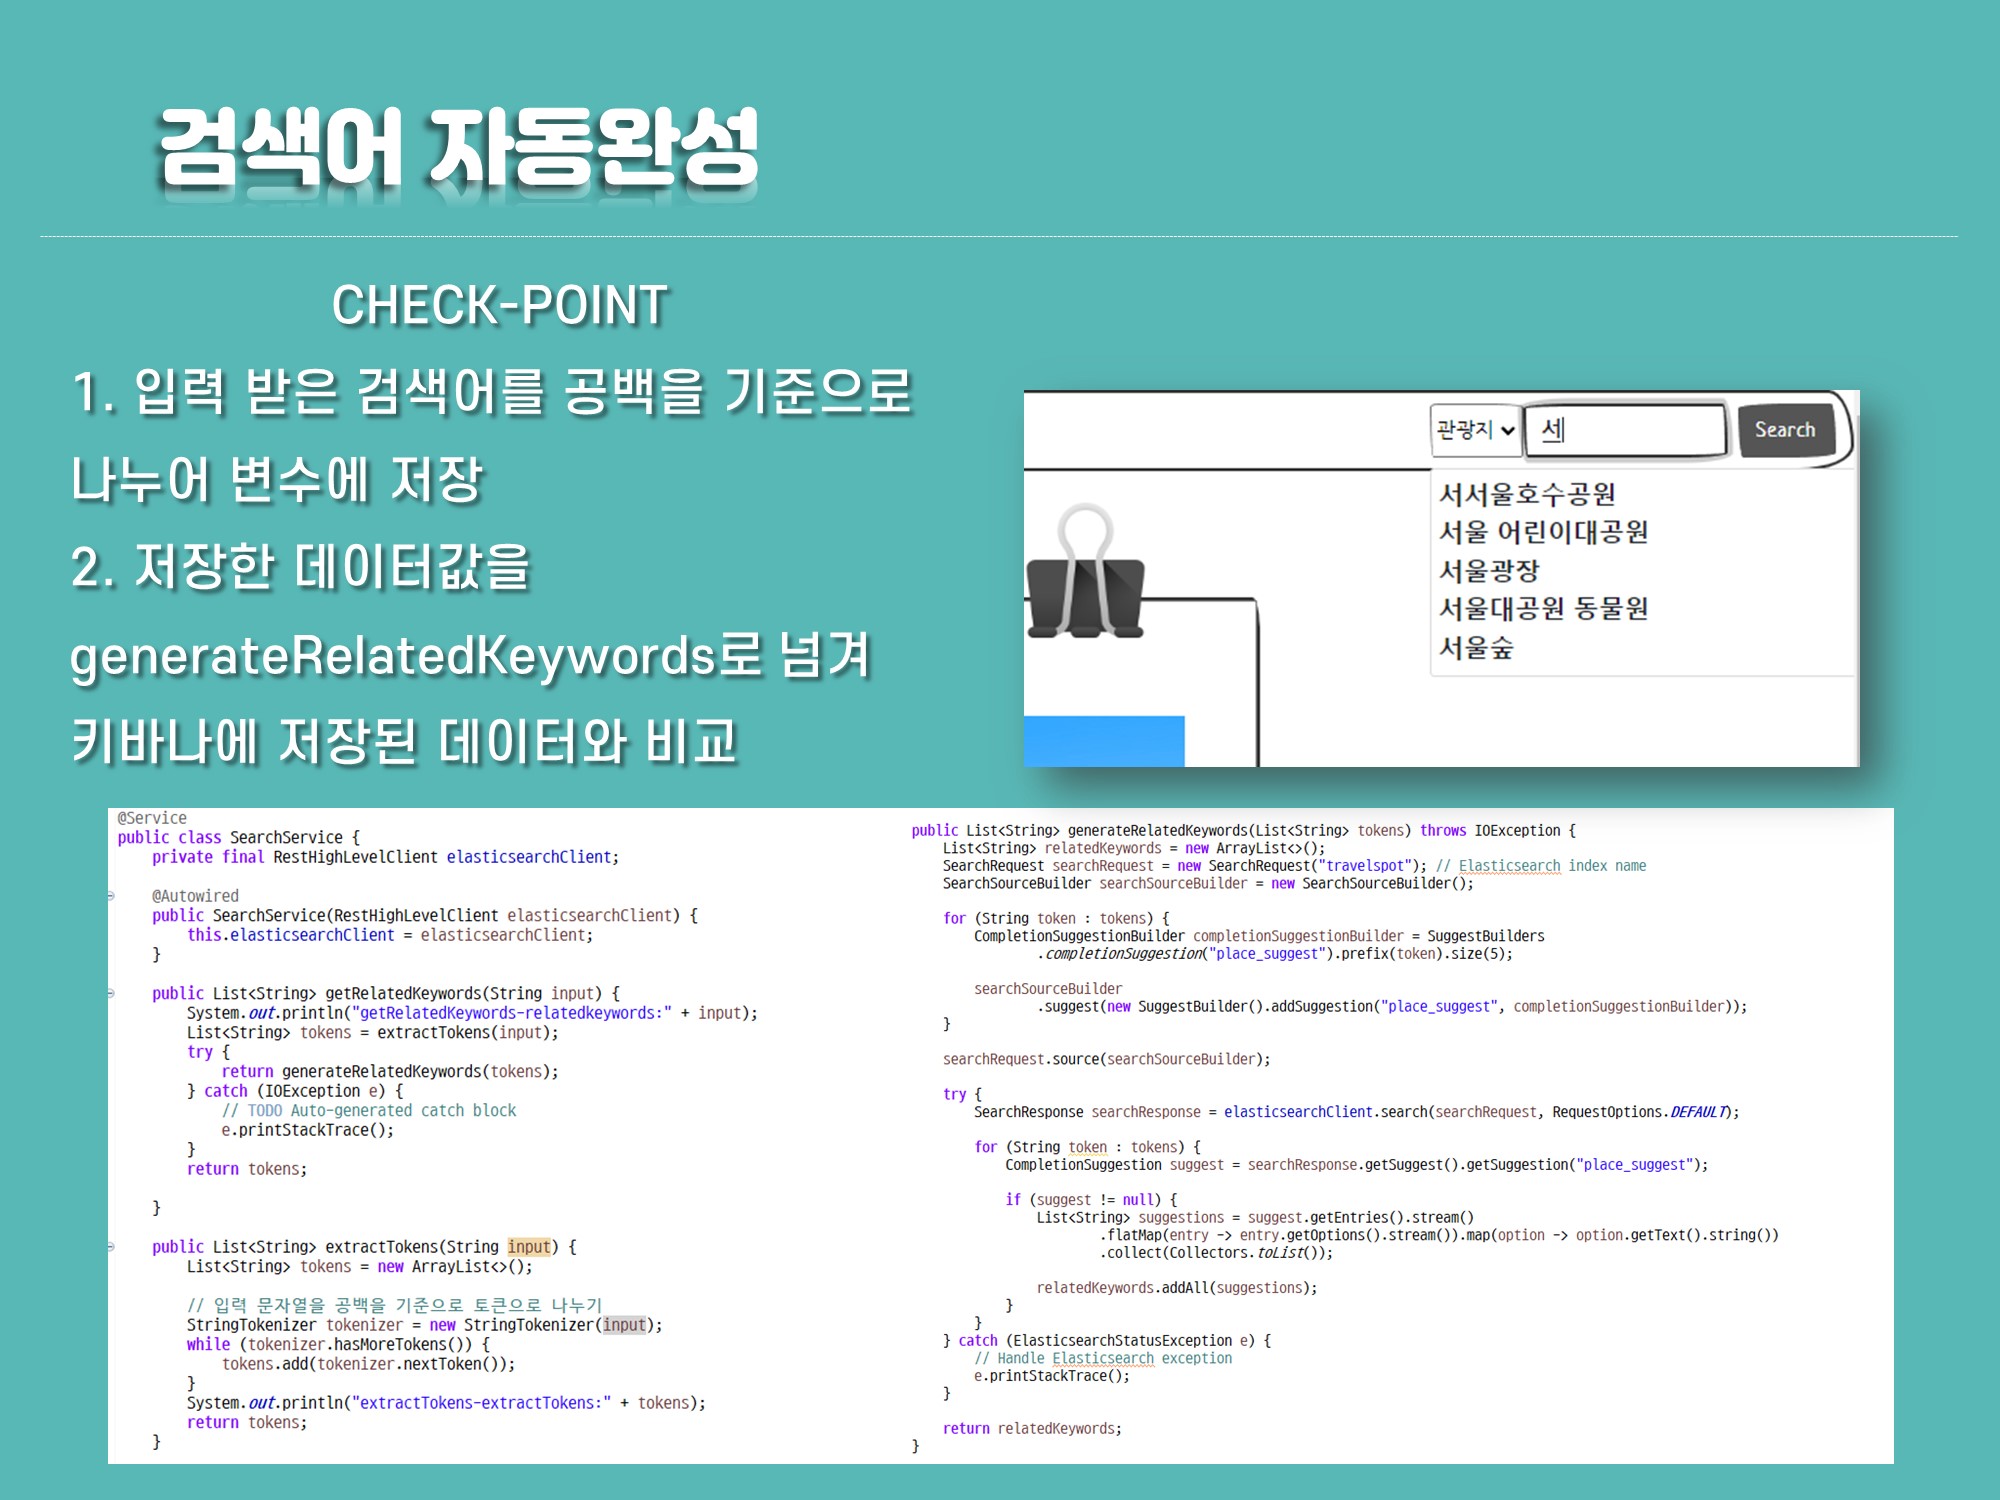 검색어 자동완성
CHECK-POINT
1. 입력 받은 검색어를 공백을 기준으로
나누어 변수에 저장
2. 저장한 데이터값을
generateRelatedKeywords로 넘겨
키바나에 저장된 데이터와 비교
관광지 세 Search
서서울호수공원
서울 어린이대공원
서울광장
서울대공원 동물원
서울숲
@Service
public class SearchService {
    private final RestHighLevelClient elasticsearchClient;
    @Autowired
    public SearchService(RestHighLevelClient elasticsearchClient) {
        this.elasticsearchClient = elasticsearchClient;
    }
    public List<String> getRelatedKeywords(String input) {
        System.out.println("getRelatedKeywords-relatedkeywords:" + input);
        List<String> tokens = extractTokens(input);
        try {
            return generateRelatedKeywords(tokens);
        } catch (IOException e) {
            // TODO Auto-generated catch block
            e.printStackTrace();
        }
        return tokens;
    }
    public List<String> extractTokens(String input) {
        List<String> tokens = new ArrayList<>();
        // 입력 문자열을 공백을 기준으로 토큰으로 나누기
        StringTokenizer tokenizer = new StringTokenizer(input);
        while (tokenizer.hasMoreTokens()) {
            tokens.add(tokenizer.nextToken());
        }
        System.out.println("extractTokens-extractTokens:" + tokens);
        return tokens;
    }
public List<String> generateRelatedKeywords(List<String> tokens) throws IOException {
    List<String> relatedKeywords = new ArrayList<>();
    SearchRequest searchRequest = new SearchRequest("travelspot"); // Elasticsearch index name
    SearchSourceBuilder searchSourceBuilder = new SearchSourceBuilder();
    for (String token : tokens) {
        CompletionSuggestionBuilder completionSuggestionBuilder = SuggestBuilders
                .completionSuggestion("place_suggest").prefix(token).size(5);
        searchSourceBuilder
                .suggest(new SuggestBuilder().addSuggestion("place_suggest", completionSuggestionBuilder));
    }
    searchRequest.source(searchSourceBuilder);
    try {
        SearchResponse searchResponse = elasticsearchClient.search(searchRequest, RequestOptions.DEFAULT);
        for (String token : tokens) {
            CompletionSuggestion suggest = searchResponse.getSuggest().getSuggestion("place_suggest");
            if (suggest != null) {
                List<String> suggestions = suggest.getEntries().stream()
                        .flatMap(entry -> entry.getOptions().stream()).map(option -> option.getText().string())
                        .collect(Collectors.toList());
                relatedKeywords.addAll(suggestions);
            }
        }
    } catch (ElasticsearchStatusException e) {
        // Handle Elasticsearch exception
        e.printStackTrace();
    }
    return relatedKeywords;
}